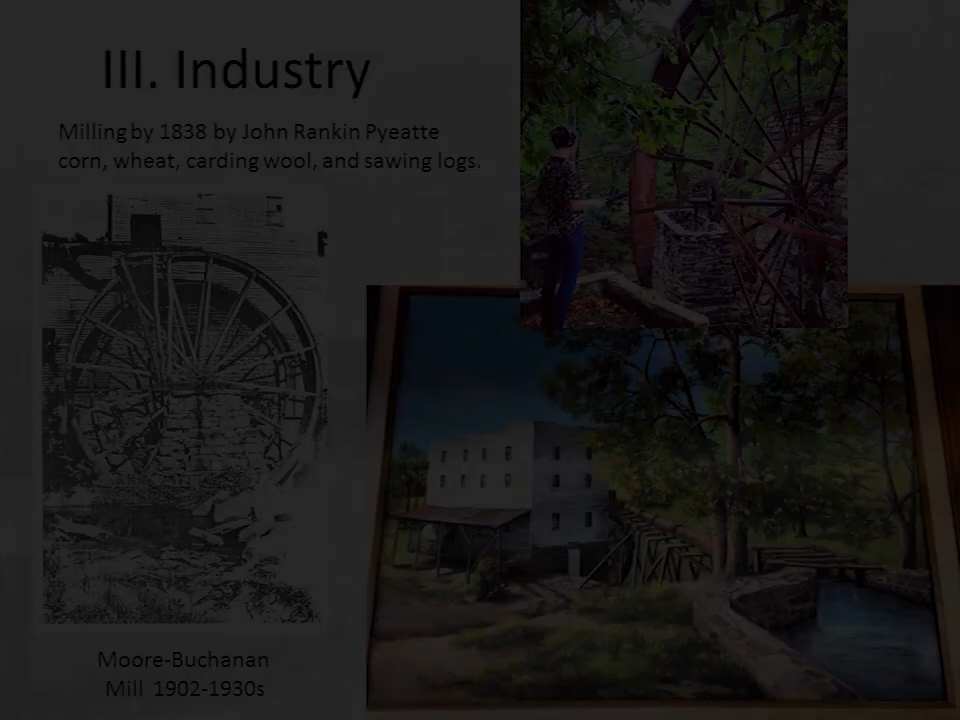 III. Industry
Milling by 1838 by John Rankin Pyeatte
corn, wheat, carding wool, and sawing logs.
Moore-Buchanan
Mill 1902-1930s